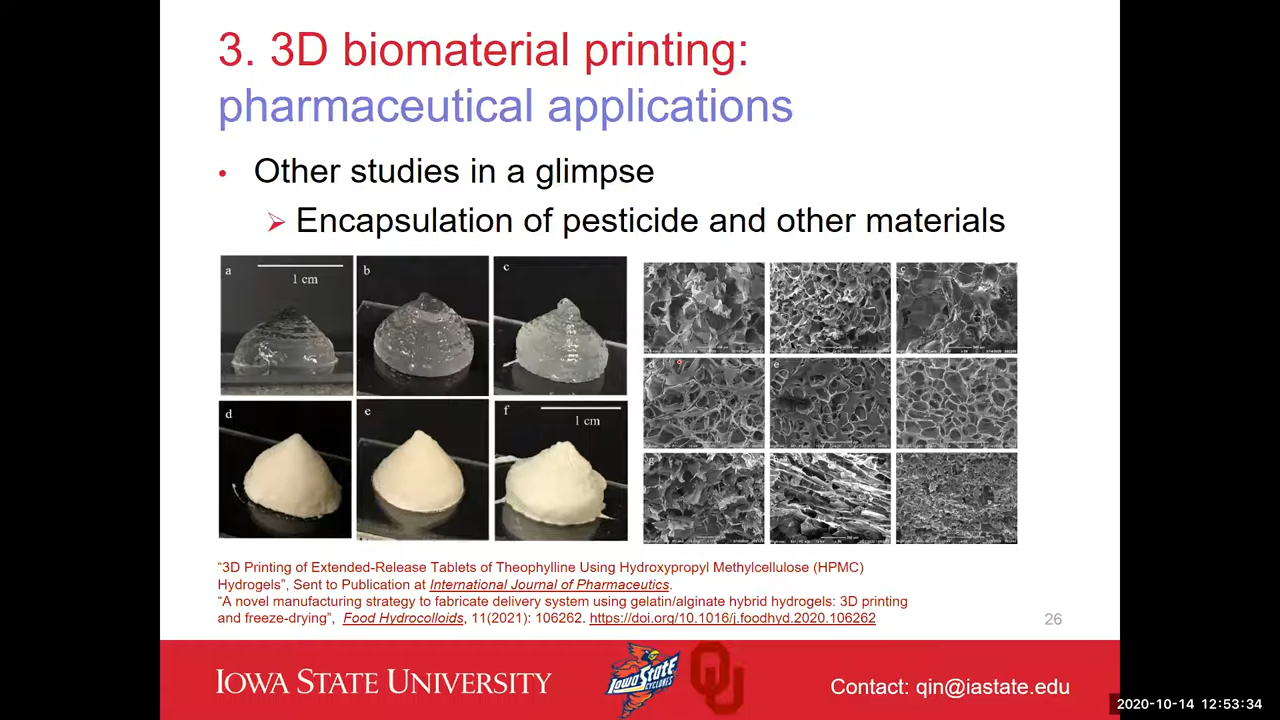 3. 3D biomaterial printing:
pharmaceutical applications
• Other studies in a glimpse
➢ Encapsulation of pesticide and other materials
a
1 cm
b
c
d
e
f
1 cm
a
b
c
d
e
g
h
i
“3D Printing of Extended-Release Tablets of Theophylline Using Hydroxypropyl Methylcellulose (HPMC)
Hydrogels”, Sent to Publication at International Journal of Pharmaceutics.
“A novel manufacturing strategy to fabricate delivery system using gelatin/alginate hybrid hydrogels: 3D printing
and freeze-drying”, Food Hydrocolloids, 11(2021): 106262. https://doi.org/10.1016/j.foodhyd.2020.106262
26
IOWA STATE UNIVERSITY
IOWA STATE
CYCLONES
OU
Contact: qin@iastate.edu
2020-10-14 12:53:34